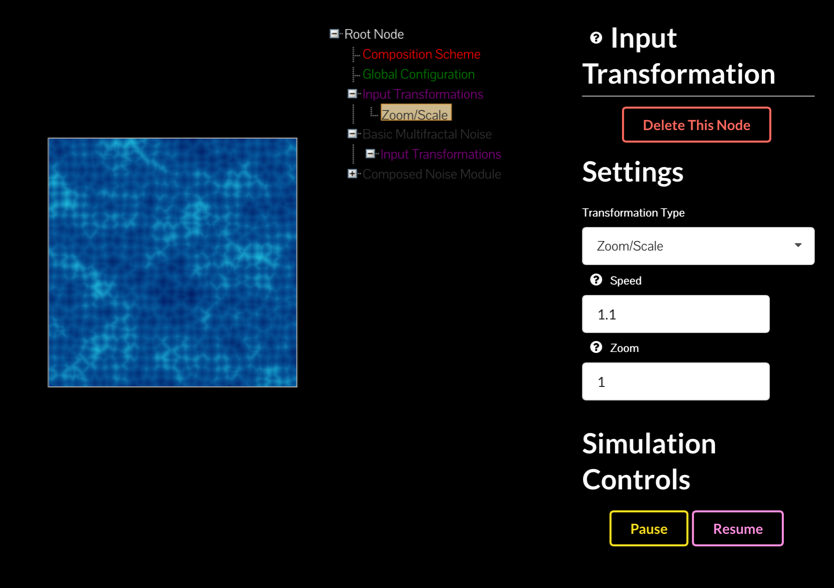 Root Node
Composition Scheme
Global Configuration
Input Transformations
Zoom/Scale
Basic Multifractal Noise
Input Transformations
Composed Noise Module
Input
Transformation
Delete This Node
Settings
Transformation Type
Zoom/Scale
Speed
1.1
Zoom
1
Simulation
Controls
Pause Resume